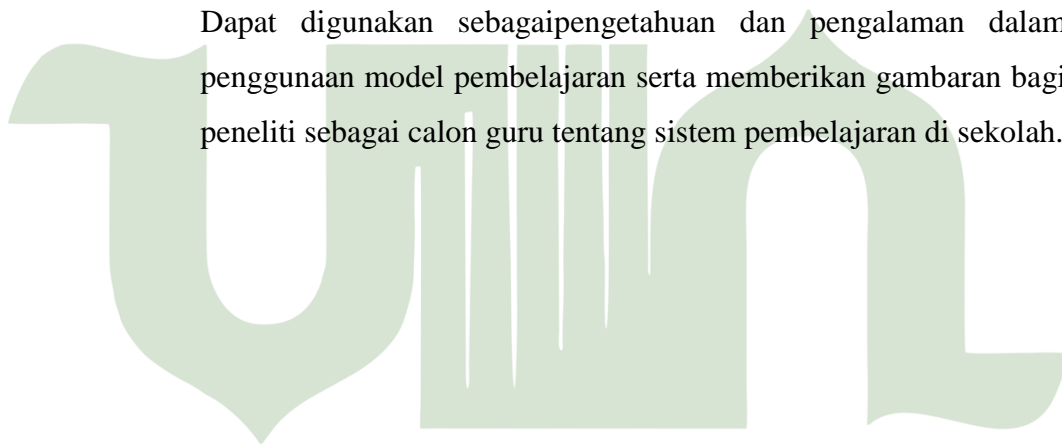 Dapat digunakan sebagaipengetahuan dan pengalaman dalam
penggunaan model pembelajaran serta memberikan gambaran bagi
peneliti sebagai calon guru tentang sistem pembelajaran di sekolah.